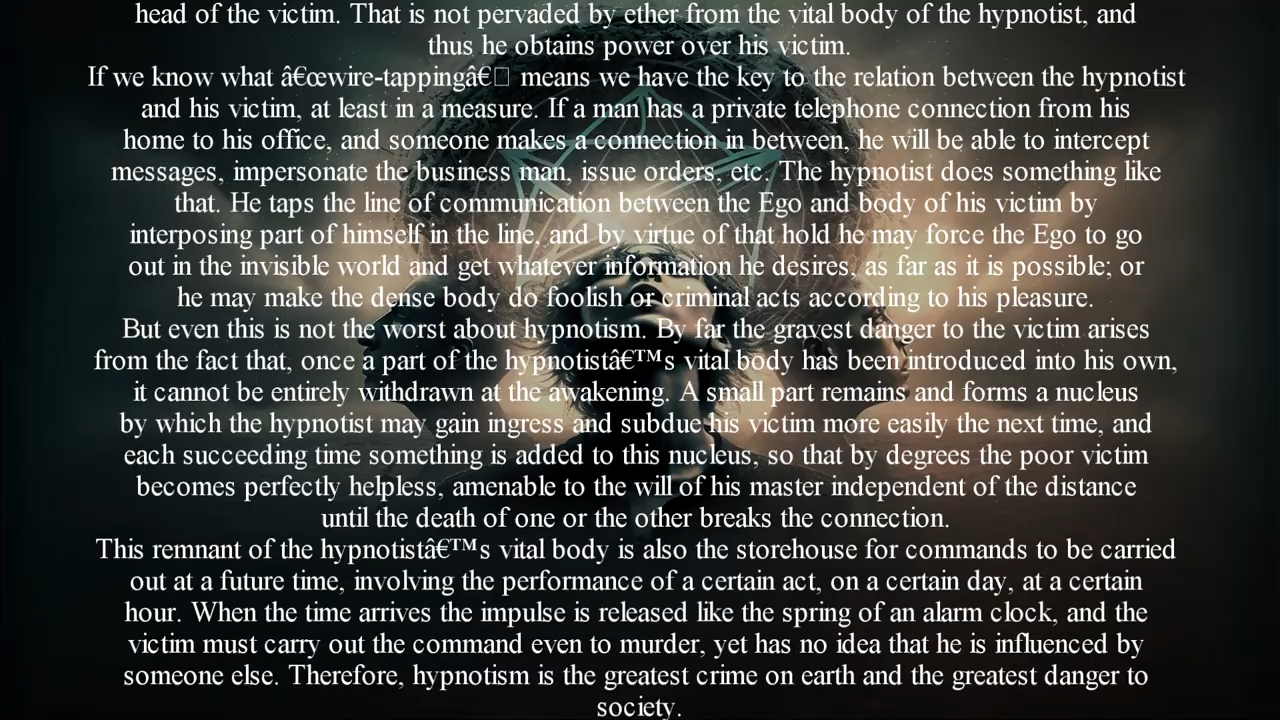 head of the victim. That is not pervaded by ether from the vital body of the hypnotist, and
thus he obtains power over his victim.
If we know what â€œwire-tappingâ€□ means we have the key to the relation between the hypnotist
and his victim, at least in a measure. If a man has a private telephone connection from his
home to his office, and someone makes a connection in between, he will be able to intercept
messages, impersonate the business man, issue orders, etc. The hypnotist does something like
that. He taps the line of communication between the Ego and body of his victim by
interposing part of himself in the line, and by virtue of that hold he may force the Ego to go
out in the invisible world and get whatever information he desires, as far as it is possible; or
he may make the dense body do foolish or criminal acts according to his pleasure.
But even this is not the worst about hypnotism. By far the gravest danger to the victim arises
from the fact that, once a part of the hypnotistâ€™s vital body has been introduced into his own,
it cannot be entirely withdrawn at the awakening. A small part remains and forms a nucleus
by which the hypnotist may gain ingress and subdue his victim more easily the next time, and
each succeeding time something is added to this nucleus, so that by degrees the poor victim
becomes perfectly helpless, amenable to the will of his master independent of the distance
until the death of one or the other breaks the connection.
This remnant of the hypnotistâ€™s vital body is also the storehouse for commands to be carried
out at a future time, involving the performance of a certain act, on a certain day, at a certain
hour. When the time arrives the impulse is released like the spring of an alarm clock, and the
victim must carry out the command even to murder, yet has no idea that he is influenced by
someone else. Therefore, hypnotism is the greatest crime on earth and the greatest danger to
society.